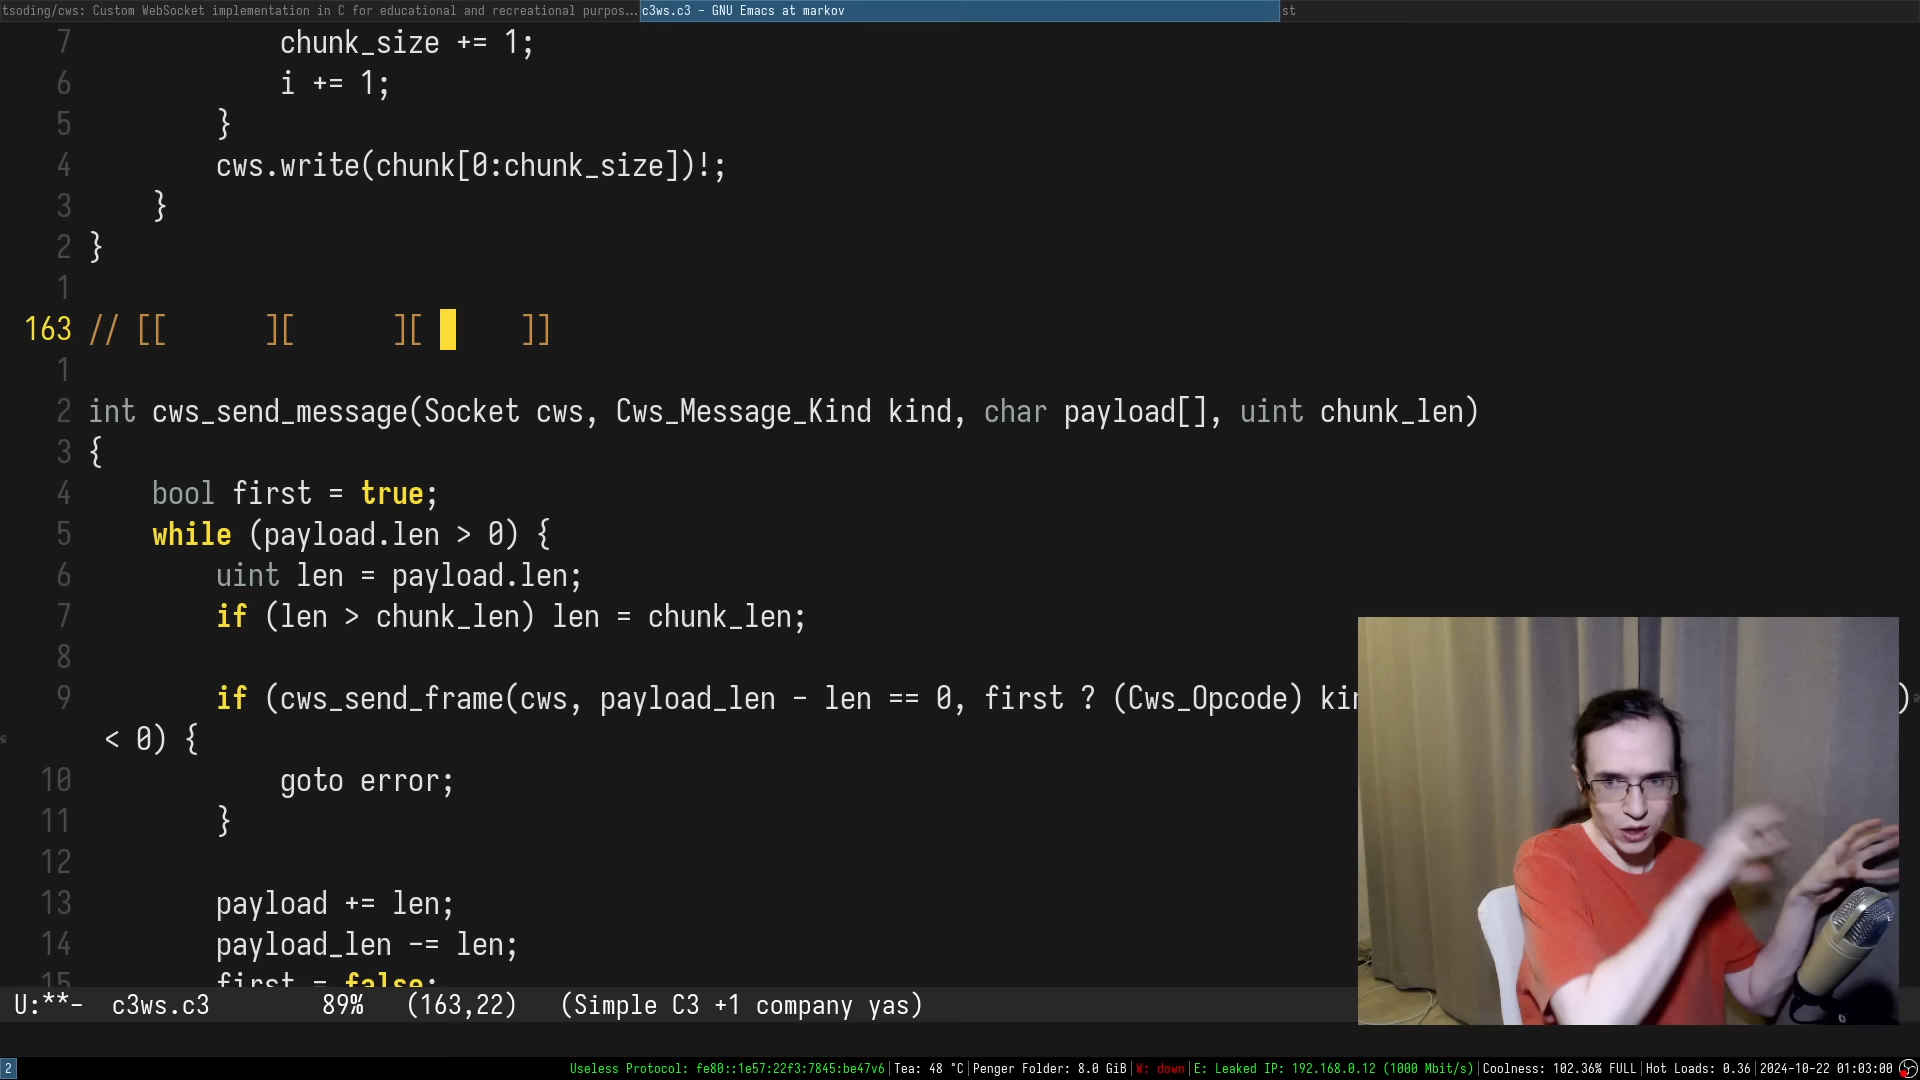 tsoding/cws: Custom WebSocket implementation in C for educational and recreational purpos...
c3ws.c3 - GNU Emacs at markov
st
7 chunk_size += 1;
6 i += 1;
5 }
4 cws.write(chunk[0:chunk_size])!;
3 }
2 }
1
163 // [[ ][ ][ ]]
1
2 int cws_send_message(Socket cws, Cws_Message_Kind kind, char payload[], uint chunk_len)
3 {
4 bool first = true;
5 while (payload.len > 0) {
6 uint len = payload.len;
7 if (len > chunk_len) len = chunk_len;
8
9 if (cws_send_frame(cws, payload_len - len == 0, first ? (Cws_Opcode) )
< 0) {
10 goto error;
11 }
12
13 payload += len;
14 payload_len -= len;
15 first = false;
U:**- c3ws.c3 89% (163,22) (Simple C3 +1 company yas)
2 Useless Protocol: fe80::1e57:22f3:7845:be47v6|Tea: 48 °C|Penger Folder: 8.0 GiB|W: down|E: Leaked IP: 192.168.0.12 (1000 Mbit/s)|Coolness: 102.36% FULL|Hot Loads: 0.36|2024-10-22 01:03:00